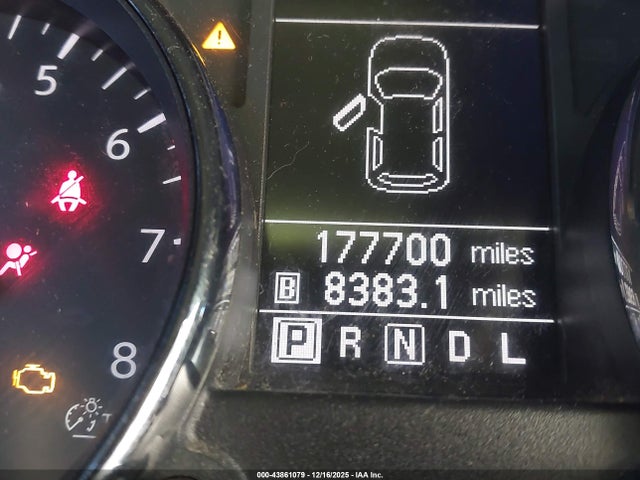 5
6
7
8
177700 miles
B 8383.1 miles
P R N D L
000-43861079 | 12/16/2025 | IAA Inc.